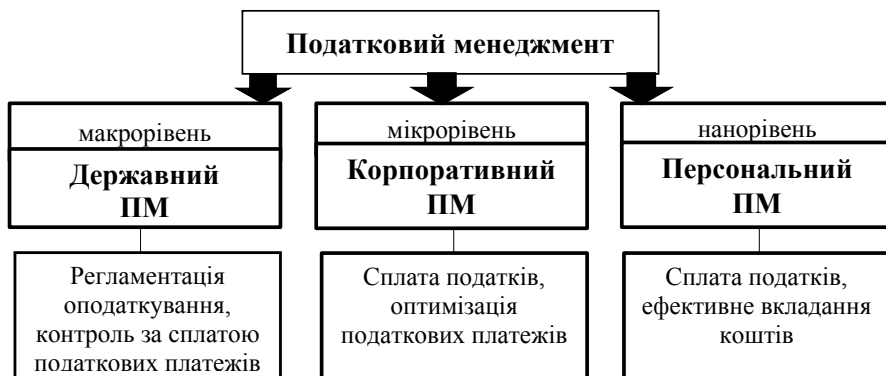 Податковий менеджмент
макрорівень
Державний
ПМ
Регламентація
оподаткування,
контроль за сплатою
податкових платежів
мікрорівень
Корпоративний
ПМ
Сплата податків,
оптимізація
податкових платежів
нанорівень
Персональний
ПМ
Сплата податків,
ефективне вкладання
коштів